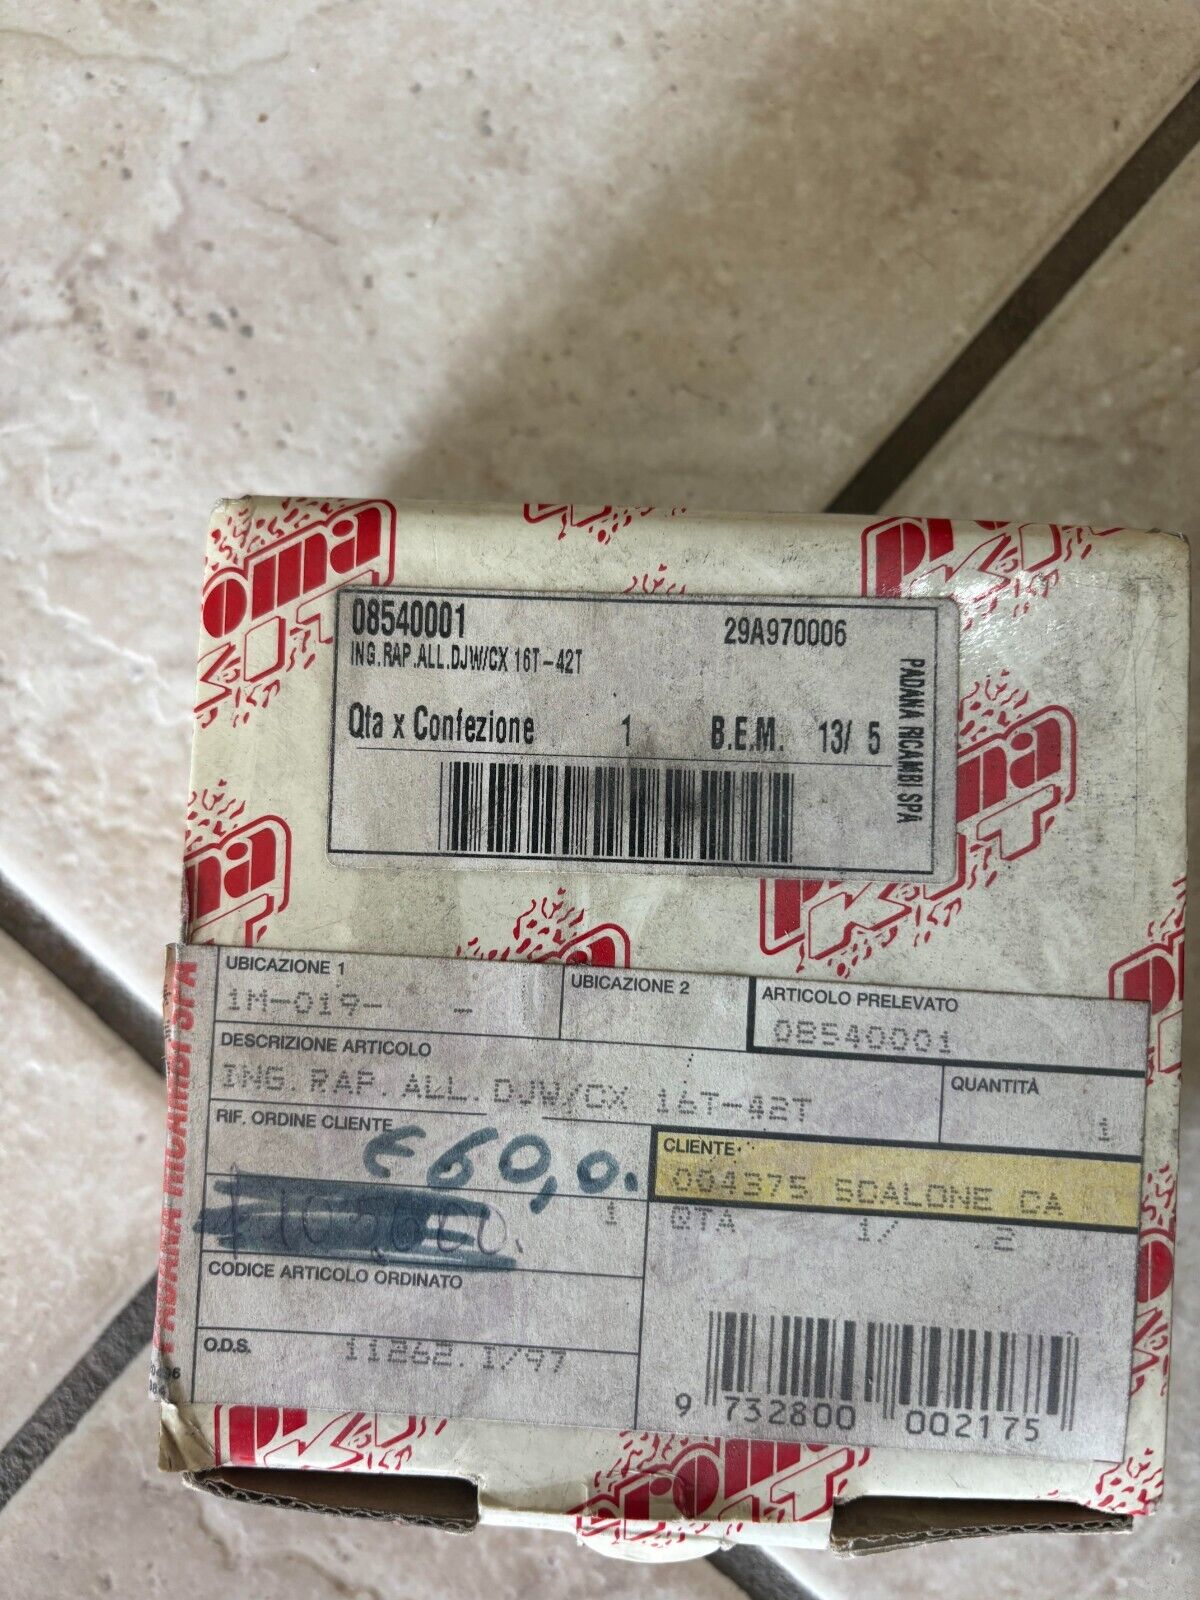 08540001 29A970006
ING.RAP.ALL.DJW/CX 16T-42T
Qta x Confezione 1 B.E.M. 13/ 5
PADANA RICAMBI SPA
UBICAZIONE 1
1M-019- _
UBICAZIONE 2
ARTICOLO PRELEVATO
08540001
DESCRIZIONE ARTICOLO
ING.RAP.ALL.DJW/CX 16T-42T
QUANTITÀ
1
RIF. ORDINE CLIENTE
€ 60,0.
1
CLIENTE
004375 SCALONE CA
QTA 1/ 2
CODICE ARTICOLO ORDINATO
O.D.S.
11262.I/97
9 732800 002175
PADANA RICAMBI SPA